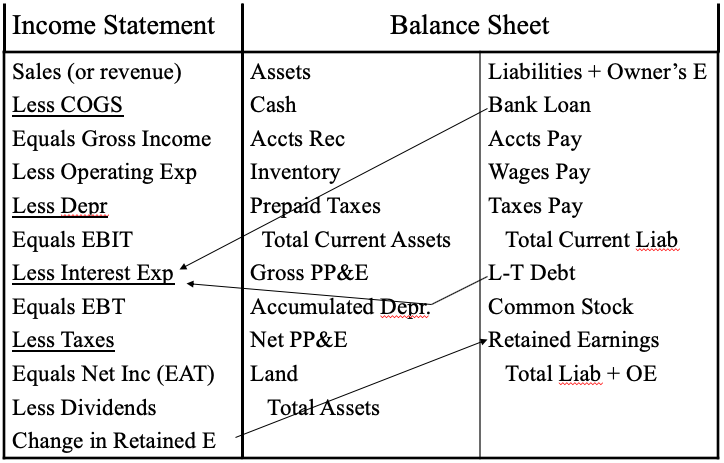 Income Statement
Balance Sheet
Sales (or revenue)
Less COGS
Equals Gross Income
Less Operating Exp
Less Depr
Equals EBIT
Less Interest Exp
Equals EBT
Less Taxes
Equals Net Inc (EAT)
Less Dividends
Change in Retained E
Assets
Cash
Accts Rec
Inventory
Prepaid Taxes
Total Current Assets
Gross PP&E
Accumulated Depr.
Net PP&E
Land
Total Assets
Liabilities + Owner's E
Bank Loan
Accts Pay
Wages Pay
Taxes Pay
Total Current Liab
L-T Debt
Common Stock
Retained Earnings
Total Liab + OE